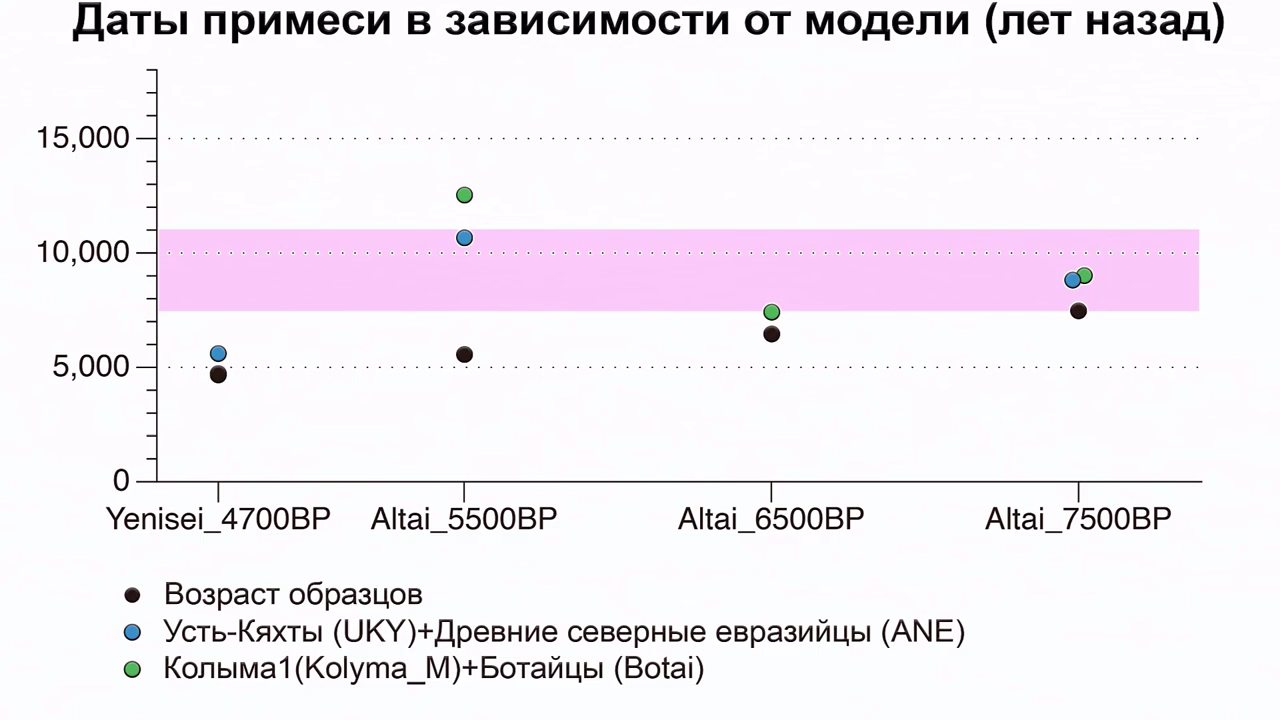 Даты примеси в зависимости от модели (лет назад)
15,000
10,000
5,000
0
Yenisei_4700BP Altai_5500BP Altai_6500BP Altai_7500BP
Возраст образцов
Усть-Кяхты (UKY)+Древние северные евразийцы (ANE)
Колыма1(Kolyma_M)+Ботайцы (Botai)